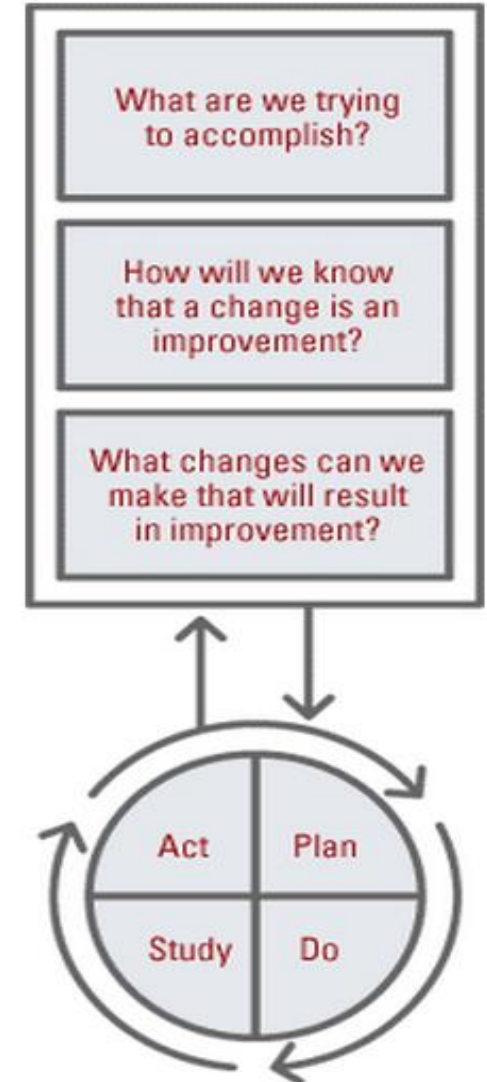 What are we trying
to accomplish?
How will we know
that a change is an
improvement?
What changes can we
make that will result
in improvement?
Act
Plan
Study
Do